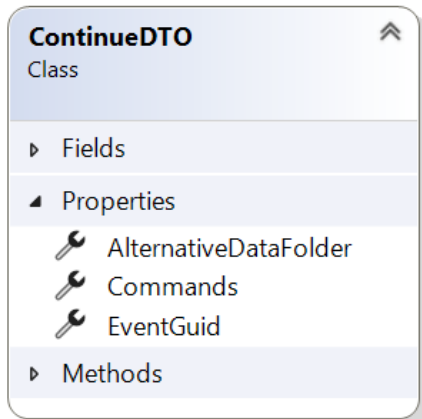 ContinueDTO
Class
Fields
Properties
AlternativeDataFolder
Commands
EventGuid
Methods